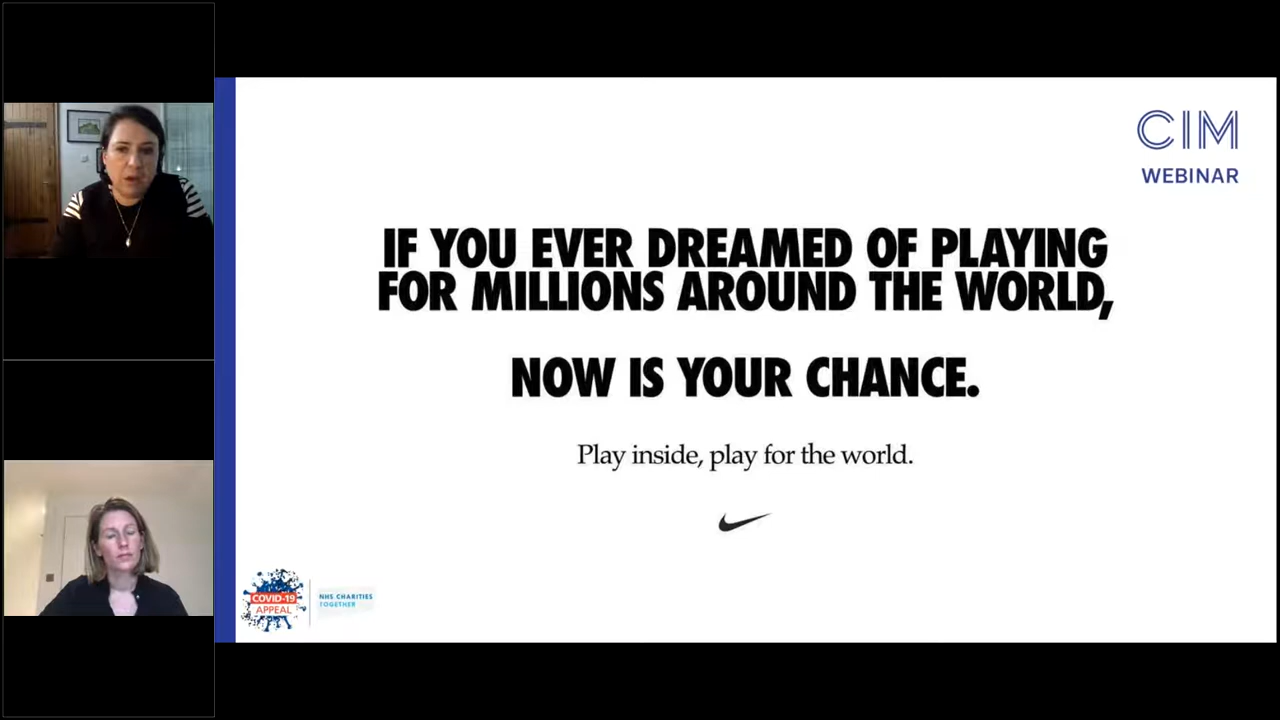 CIM
WEBINAR
IF YOU EVER DREAMED OF PLAYING
FOR MILLIONS AROUND THE WORLD,
NOW IS YOUR CHANCE.
Play inside, play for the world.
COVID-19
APPEAL
NHS CHARITIES
TOGETHER